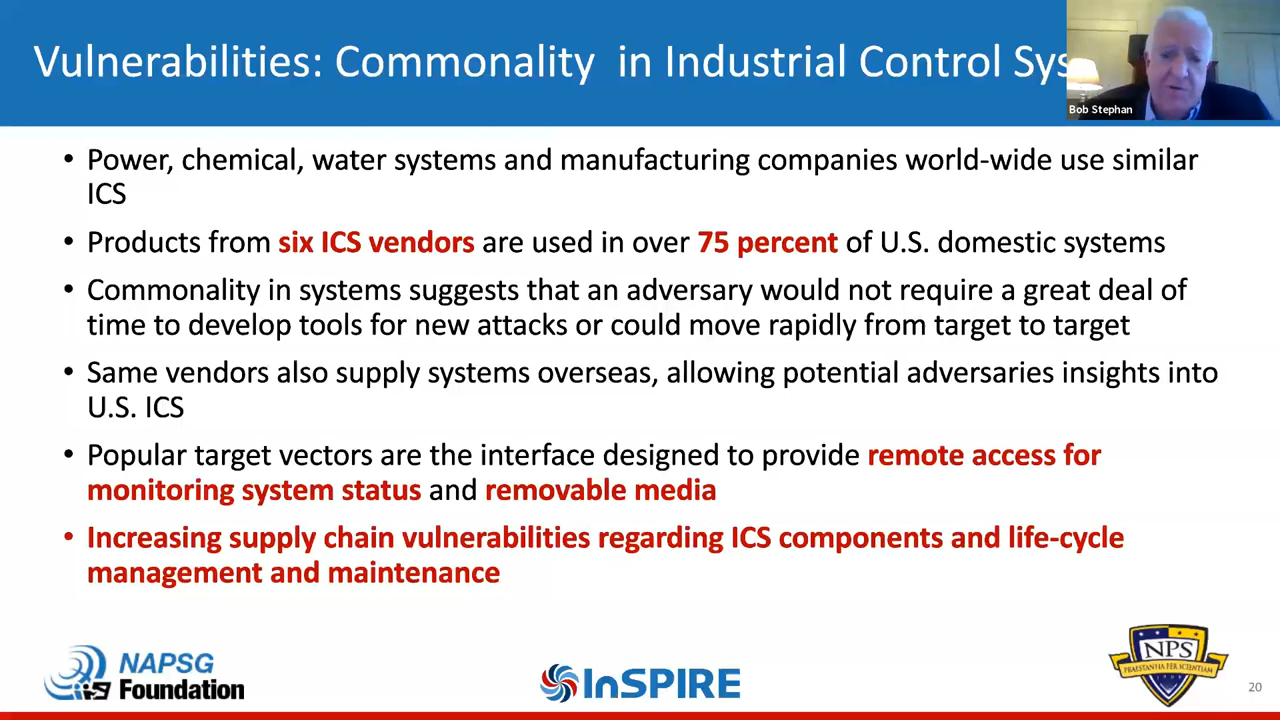 Vulnerabilities: Commonality in Industrial Control Sys
Bob Stephan
• Power, chemical, water systems and manufacturing companies world-wide use similar
ICS
• Products from six ICS vendors are used in over 75 percent of U.S. domestic systems
• Commonality in systems suggests that an adversary would not require a great deal of
time to develop tools for new attacks or could move rapidly from target to target
• Same vendors also supply systems overseas, allowing potential adversaries insights into
U.S. ICS
• Popular target vectors are the interface designed to provide remote access for
monitoring system status and removable media
• Increasing supply chain vulnerabilities regarding ICS components and life-cycle
management and maintenance
NAPSG
Foundation
InSPIRE
NPS
PRAESTANTIA PER SCIENTIAM
20